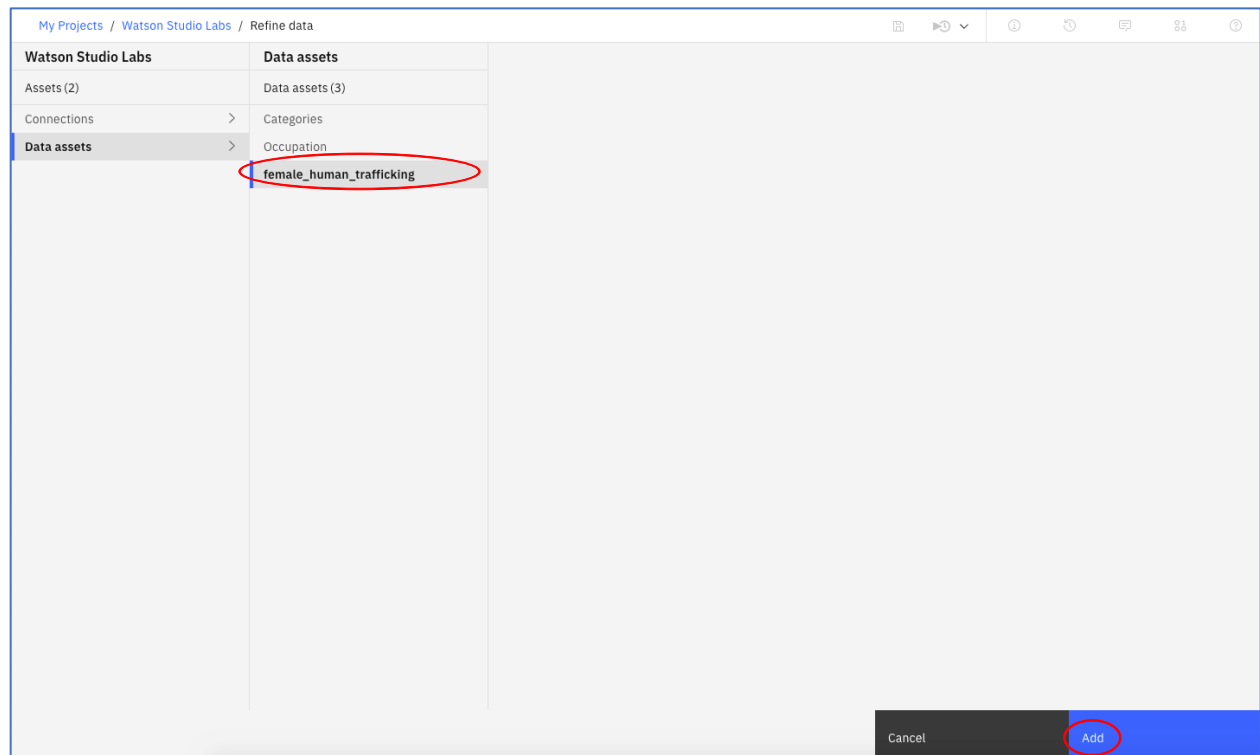 My Projects / Watson Studio Labs / Refine data
Watson Studio Labs
Assets (2)
Connections
Data assets
Data assets
Data assets (3)
Categories
Occupation
female_human_trafficking
Cancel
Add